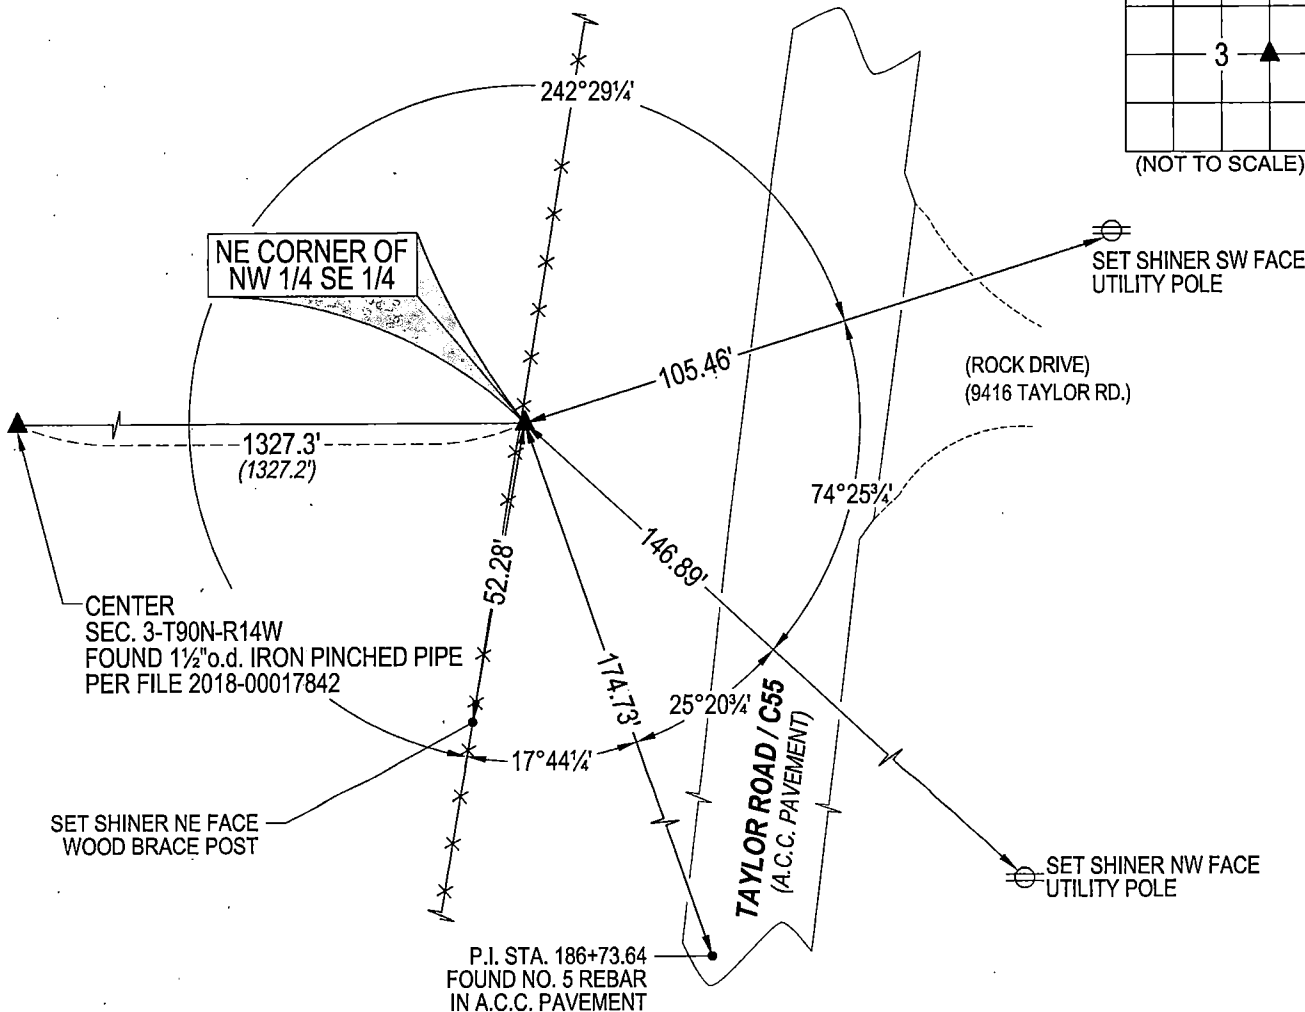 242°29¼'
3
(NOT TO SCALE)
NE CORNER OF
NW 1/4 SE 1/4
SET SHINER SW FACE
UTILITY POLE
105.46'
(ROCK DRIVE)
(9416 TAYLOR RD.)
1327.3'
(1327.2')
74°25¾'
146.89'
52.28'
CENTER
SEC. 3-T90N-R14W
FOUND 1½"o.d. IRON PINCHED PIPE
PER FILE 2018-00017842
174.73'
25°20¾'
17°44¼'
TAYLOR ROAD / C55
(A.C.C. PAVEMENT)
SET SHINER NE FACE
WOOD BRACE POST
SET SHINER NW FACE
UTILITY POLE
P.I. STA. 186+73.64
FOUND NO. 5 REBAR
IN A.C.C. PAVEMENT